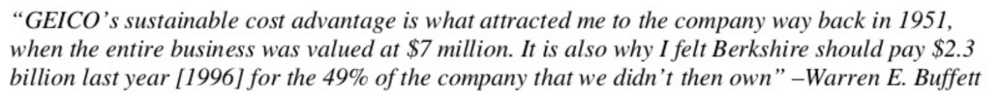 “GEICO’s sustainable cost advantage is what attracted me to the company way back in 1951,
when the entire business was valued at $7 million. It is also why I felt Berkshire should pay $2.3
billion last year [1996] for the 49% of the company that we didn’t then own” –Warren E. Buffett